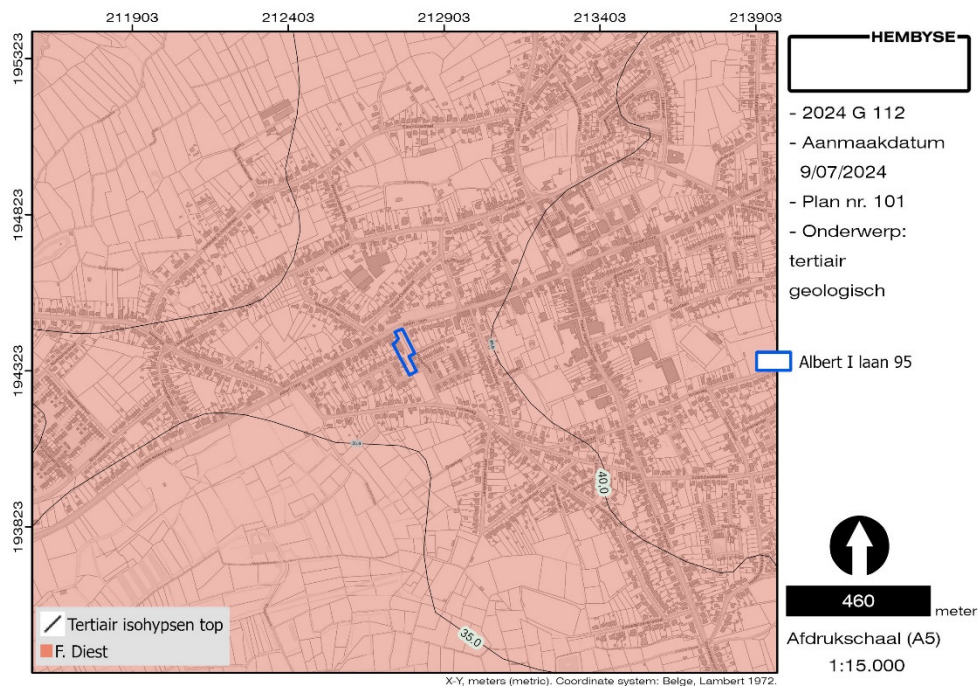 211903 212403 212903 213403 213903
195323
194823
194323
193823
40,0
35,0
Tertiair isohypsen top
F. Diest
X-Y, meters (metric). Coordinate system: Belge, Lambert 1972.
HEMBYSE
- 2024 G 112
- Aanmaakdatum
9/07/2024
- Plan nr. 101
- Onderwerp:
tertiair
geologisch
Albert I laan 95
460 meter
Afdrukschaal (A5)
1:15.000